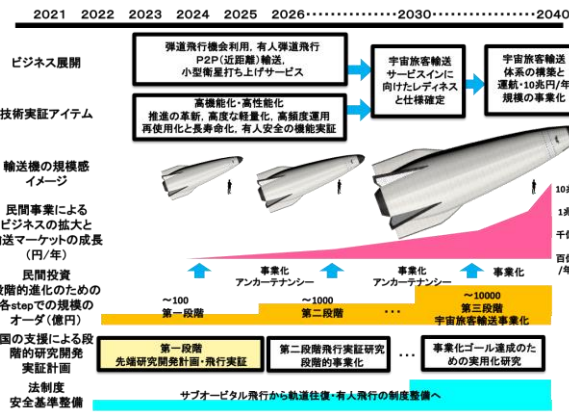 2021 2022 2023 2024 2025 2026‥‥‥‥‥‥2030‥‥‥‥‥‥2040
ビジネス展開
弾道飛行機会利用, 有人弾道飛行
P2P(近距離)輸送,
小型衛星打ち上げサービス
宇宙旅客輸送
サービスインに
向けたレディネス
と仕様確定
宇宙旅客輸送
体系の構築と
運航・10兆円/年
規模の事業化
技術実証アイテム
高機能化・高性能化
推進の革新, 高度な軽量化, 高頻度運用
再使用化と長寿命化, 有人安全の機能実証
輸送機の規模感
イメージ
民間事業による
ビジネスの拡大と
輸送マーケットの成長
(円/年)
10兆
1兆
千億
百億
/年
民間投資
段階的進化のための
各stepでの規模の
オーダ(億円)
事業化
アンカーテナンシー
事業化
アンカーテナンシー
事業化
~100
第一段階
~1000
第二段階
…
~10000
第三段階
宇宙旅客輸送事業化
国の支援による段
階的研究開発
実証計画
第一段階
先端研究開発計画・飛行実証
第二段階飛行実証研究
段階的事業化
…
事業化ゴール達成のため
の実用化研究
法制度
安全基準整備
サブオービタル飛行から軌道往復・有人飛行の制度整備へ